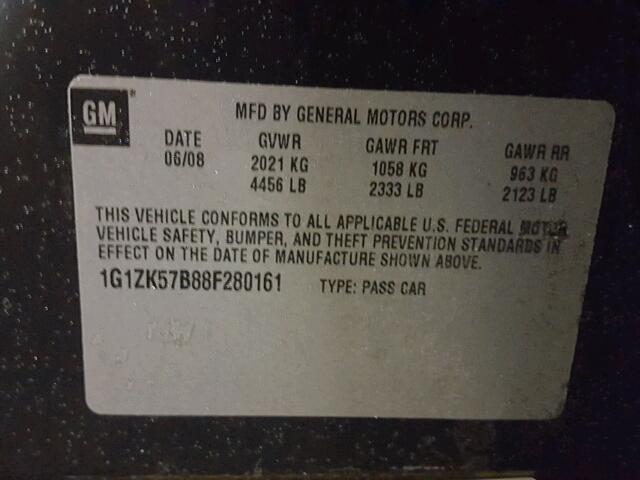 GM
MFD BY GENERAL MOTORS CORP.
DATE GVWR GAWR FRT GAWR RR
06/08 2021 KG 1058 KG 963 KG
4456 LB 2333 LB 2123 LB
THIS VEHICLE CONFORMS TO ALL APPLICABLE U.S. FEDERAL MOTOR
VEHICLE SAFETY, BUMPER, AND THEFT PREVENTION STANDARDS IN
EFFECT ON THE DATE OF MANUFACTURE SHOWN ABOVE.
1G1ZK57B88F280161 TYPE: PASS CAR